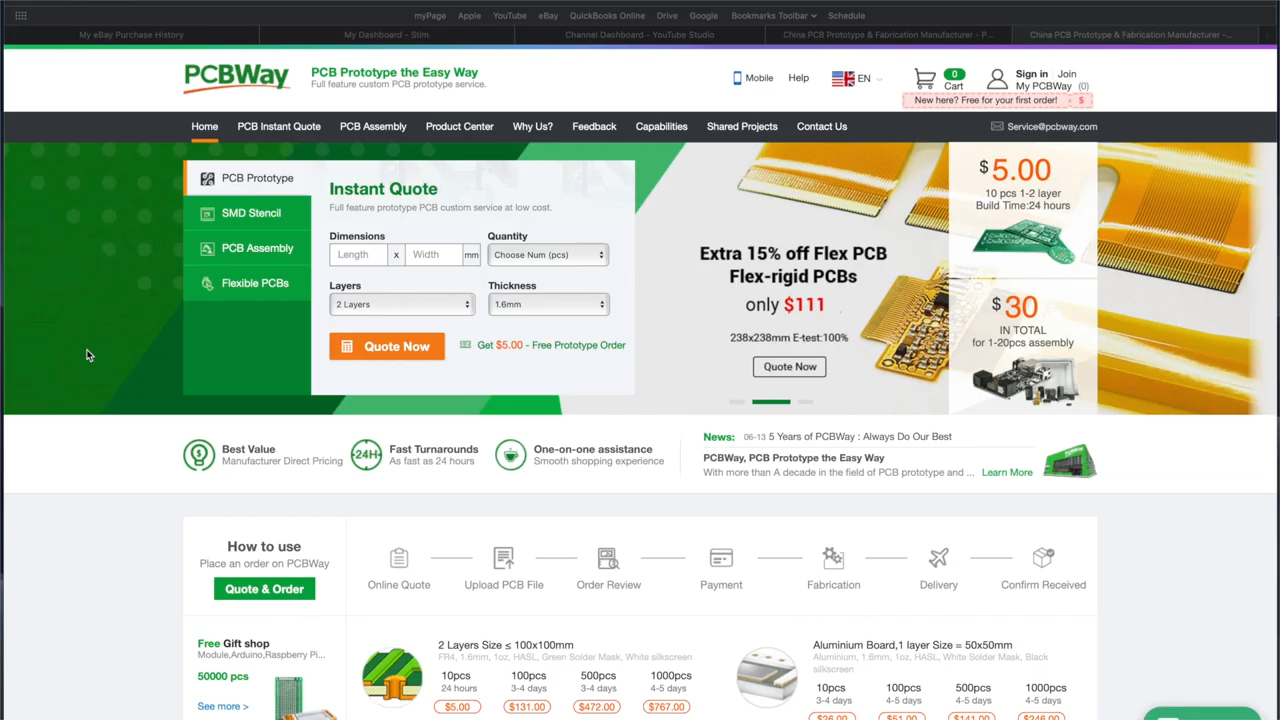 myPage Apple YouTube eBay QuickBooks Online Drive Google Bookmarks Toolbar Schedule
My eBay Purchase History My Dashboard - Stim Channel Dashboard - YouTube Studio China PCB Prototype & Fabrication Manufacturer - P... China PCB Prototype & Fabrication Manufacturer -...
PCBWay
PCB Prototype the Easy Way
Full feature custom PCB prototype service.
Mobile Help EN 0 Cart Sign in Join
My PCBWay (0)
New here? Free for your first order! › $
Home PCB Instant Quote PCB Assembly Product Center Why Us? Feedback Capabilities Shared Projects Contact Us Service@pcbway.com
PCB Prototype
SMD Stencil
PCB Assembly
Flexible PCBs
Instant Quote
Full feature prototype PCB custom service at low cost.
Dimensions Quantity
Length x Width mm Choose Num (pcs)
Layers Thickness
2 Layers 1.6mm
Quote Now Get $5.00 - Free Prototype Order
Extra 15% off Flex PCB
Flex-rigid PCBs
only $111
238x238mm E-test:100%
Quote Now
$5.00
10 pcs 1-2 layer
Build Time:24 hours
$30
IN TOTAL
for 1-20pcs assembly
Best Value
Manufacturer Direct Pricing
24H
Fast Turnarounds
As fast as 24 hours
One-on-one assistance
Smooth shopping experience
News: 06-13 5 Years of PCBWay : Always Do Our Best
PCBWay, PCB Prototype the Easy Way
With more than A decade in the field of PCB prototype and ... Learn More
How to use
Place an order on PCBWay
Quote & Order
Online Quote Upload PCB File Order Review Payment Fabrication Delivery Confirm Received
Free Gift shop
Module,Arduino,Raspberry Pi...
50000 pcs
See more >
2 Layers Size ≤ 100x100mm
FR4, 1.6mm, 1oz, HASL, Green Solder Mask, White silkscreen
10pcs 100pcs 500pcs 1000pcs
24 hours 3-4 days 3-4 days 4-5 days
$5.00 $131.00 $472.00 $767.00
Aluminium Board,1 layer Size = 50x50mm
Aluminium, 1.6mm, 1oz, HASL, White Solder Mask, Black
silkscreen
10pcs 100pcs 500pcs 1000pcs
3-4 days 4-5 days 4-5 days 4-5 days
$26.00 $51.00 $141.00 $246.00